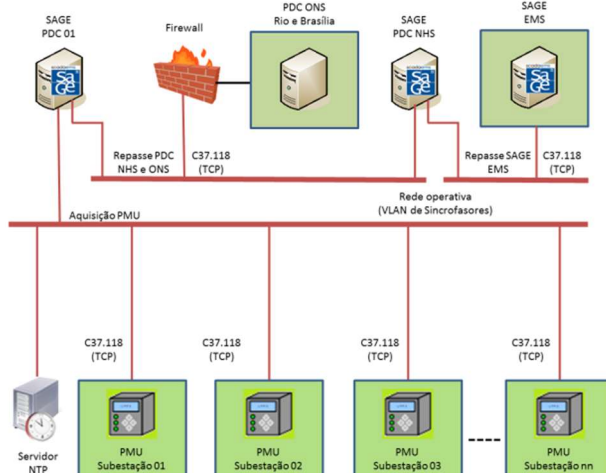 SAGE
PDC 01
Firewall
PDC ONS
Rio e Brasília
SAGE
PDC NHS
SAGE
EMS
SAGE
SAGE
SAGE
Repasse PDC
NHS e ONS
C37.118
(TCP)
Repasse SAGE
EMS
C37.118
(TCP)
Aquisição PMU
Rede operativa
(VLAN de Sincrofasores)
C37.118
(TCP)
C37.118
(TCP)
C37.118
(TCP)
C37.118
(TCP)
Servidor
NTP
PMU
Subestação 01
PMU
Subestação 02
PMU
Subestação 03
PMU
Subestação nn